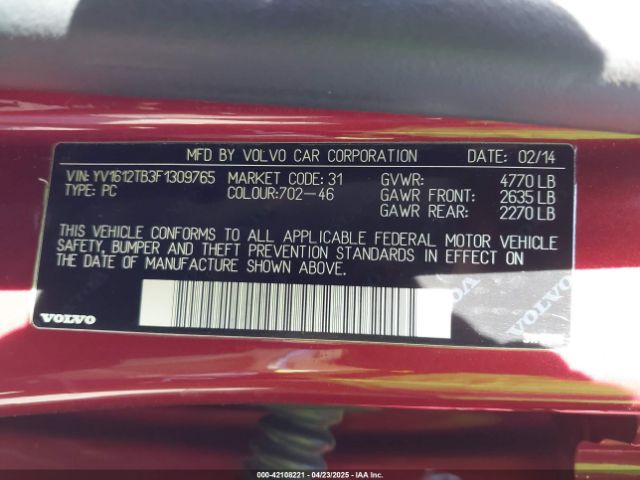 MFD BY VOLVO CAR CORPORATION DATE: 02/14
VIN: YV1612TB3F1309765 MARKET CODE: 31 GVWR: 4770 LB
TYPE: PC COLOUR:702-46 GAWR FRONT: 2635 LB
GAWR REAR: 2270 LB
THIS VEHICLE CONFORMS TO ALL APPLICABLE FEDERAL MOTOR VEHICLE
SAFETY, BUMPER AND THEFT PREVENTION STANDARDS IN EFFECT ON
THE DATE OF MANUFACTURE SHOWN ABOVE.
VOLVO
VOLVO
000-42108221 - 04/23/2025 - IAA Inc.